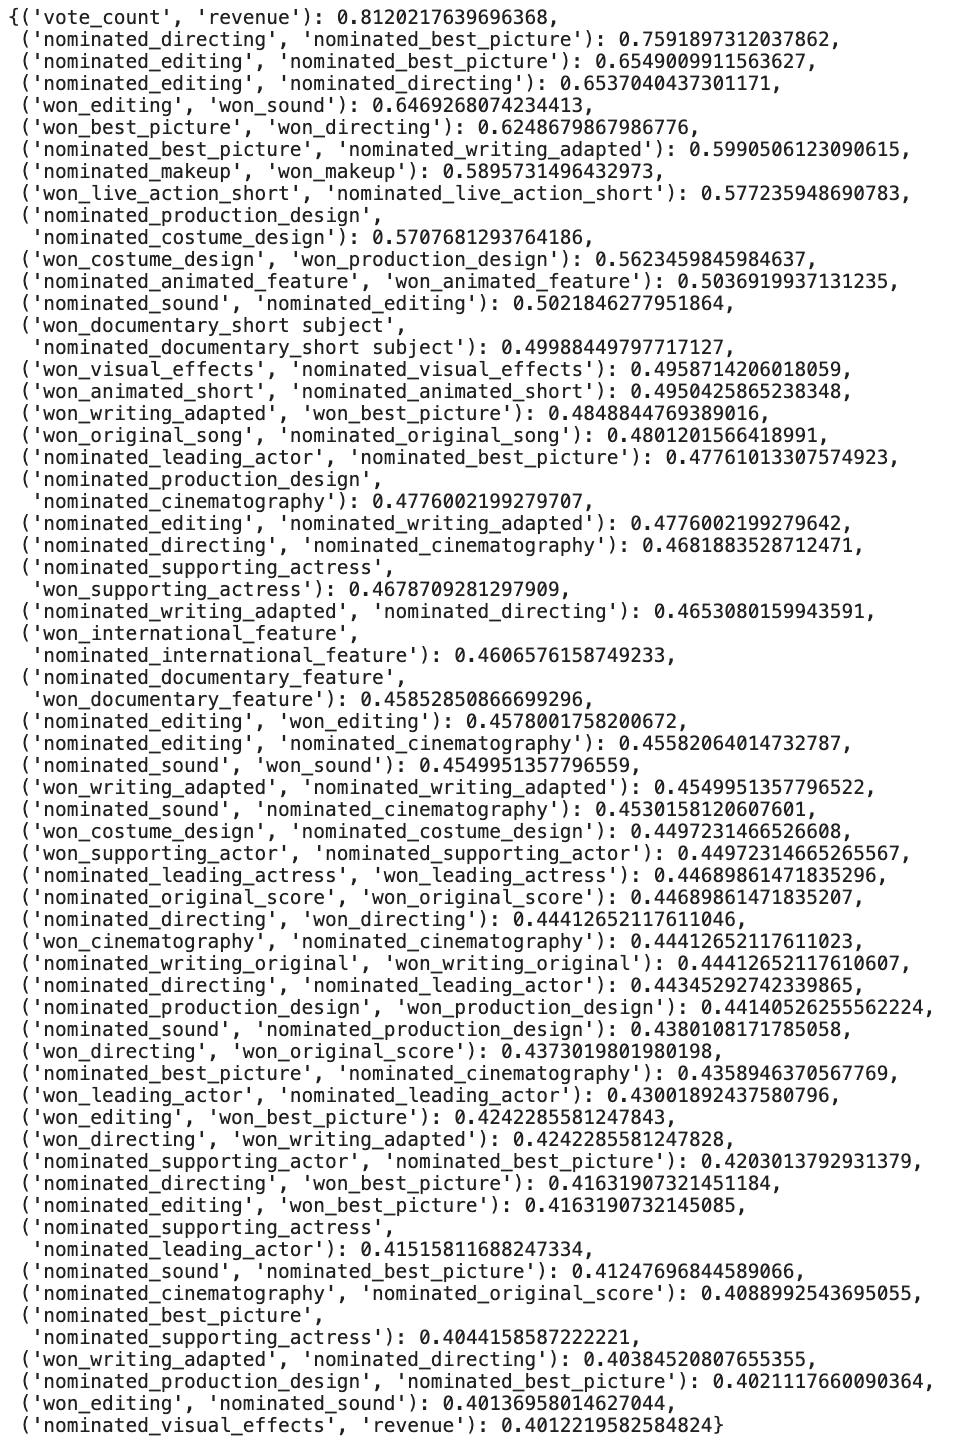 {('vote_count', 'revenue'): 0.8120217639696368,
('nominated_directing', 'nominated_best_picture'): 0.7591897312037862,
('nominated_editing', 'nominated_best_picture'): 0.6549009911563627,
('nominated_editing', 'nominated_directing'): 0.6537040437301171,
('won_editing', 'won_sound'): 0.6469268074234413,
('won_best_picture', 'won_directing'): 0.6248679867986776,
('nominated_best_picture', 'nominated_writing_adapted'): 0.5990506123090615,
('nominated_makeup', 'won_makeup'): 0.5895731496432973,
('won_live_action_short', 'nominated_live_action_short'): 0.577235948690783,
('nominated_production_design',
'nominated_costume_design'): 0.5707681293764186,
('won_costume_design', 'won_production_design'): 0.5623459845984637,
('nominated_animated_feature', 'won_animated_feature'): 0.5036919937131235,
('nominated_sound', 'nominated_editing'): 0.5021846277951864,
('won_documentary_short subject',
'nominated_documentary_short subject'): 0.49988449797717127,
('won_visual_effects', 'nominated_visual_effects'): 0.4958714206018059,
('won_animated_short', 'nominated_animated_short'): 0.4950425865238348,
('won_writing_adapted', 'won_best_picture'): 0.4848844769389016,
('won_original_song', 'nominated_original_song'): 0.4801201566418991,
('nominated_leading_actor', 'nominated_best_picture'): 0.47761013307574923,
('nominated_production_design',
'nominated_cinematography'): 0.4776002199279707,
('nominated_editing', 'nominated_writing_adapted'): 0.4776002199279642,
('nominated_directing', 'nominated_cinematography'): 0.4681883528712471,
('nominated_supporting_actress',
'won_supporting_actress'): 0.4678709281297909,
('nominated_writing_adapted', 'nominated_directing'): 0.4653080159943591,
('won_international_feature',
'nominated_international_feature'): 0.4606576158749233,
('nominated_documentary_feature',
'won_documentary_feature'): 0.45852850866699296,
('nominated_editing', 'won_editing'): 0.4578001758200672,
('nominated_editing', 'nominated_cinematography'): 0.45582064014732787,
('nominated_sound', 'won_sound'): 0.4549951357796559,
('won_writing_adapted', 'nominated_writing_adapted'): 0.4549951357796522,
('nominated_sound', 'nominated_cinematography'): 0.4530158120607601,
('won_costume_design', 'nominated_costume_design'): 0.4497231466526608,
('won_supporting_actor', 'nominated_supporting_actor'): 0.44972314665265567,
('nominated_leading_actress', 'won_leading_actress'): 0.44689861471835296,
('nominated_original_score', 'won_original_score'): 0.44689861471835207,
('nominated_directing', 'won_directing'): 0.44412652117611046,
('won_cinematography', 'nominated_cinematography'): 0.44412652117611023,
('nominated_writing_original', 'won_writing_original'): 0.44412652117610607,
('nominated_directing', 'nominated_leading_actor'): 0.44345292742339865,
('nominated_production_design', 'won_production_design'): 0.44140526255562224,
('nominated_sound', 'nominated_production_design'): 0.4380108171785058,
('won_directing', 'won_original_score'): 0.4373019801980198,
('nominated_best_picture', 'nominated_cinematography'): 0.4358946370567769,
('won_leading_actor', 'nominated_leading_actor'): 0.43001892437580796,
('won_editing', 'won_best_picture'): 0.4242285581247843,
('won_directing', 'won_writing_adapted'): 0.4242285581247828,
('nominated_supporting_actor', 'nominated_best_picture'): 0.4203013792931379,
('nominated_directing', 'won_best_picture'): 0.41631907321451184,
('nominated_editing', 'won_best_picture'): 0.4163190732145085,
('nominated_supporting_actress',
'nominated_leading_actor'): 0.41515811688247334,
('nominated_sound', 'nominated_best_picture'): 0.41247696844589066,
('nominated_cinematography', 'nominated_original_score'): 0.4088992543695055,
('nominated_best_picture',
'nominated_supporting_actress'): 0.4044158587222221,
('won_writing_adapted', 'nominated_directing'): 0.40384520807655355,
('nominated_production_design', 'nominated_best_picture'): 0.4021117660090364,
('won_editing', 'nominated_sound'): 0.40136958014627044,
('nominated_visual_effects', 'revenue'): 0.4012219582584824}